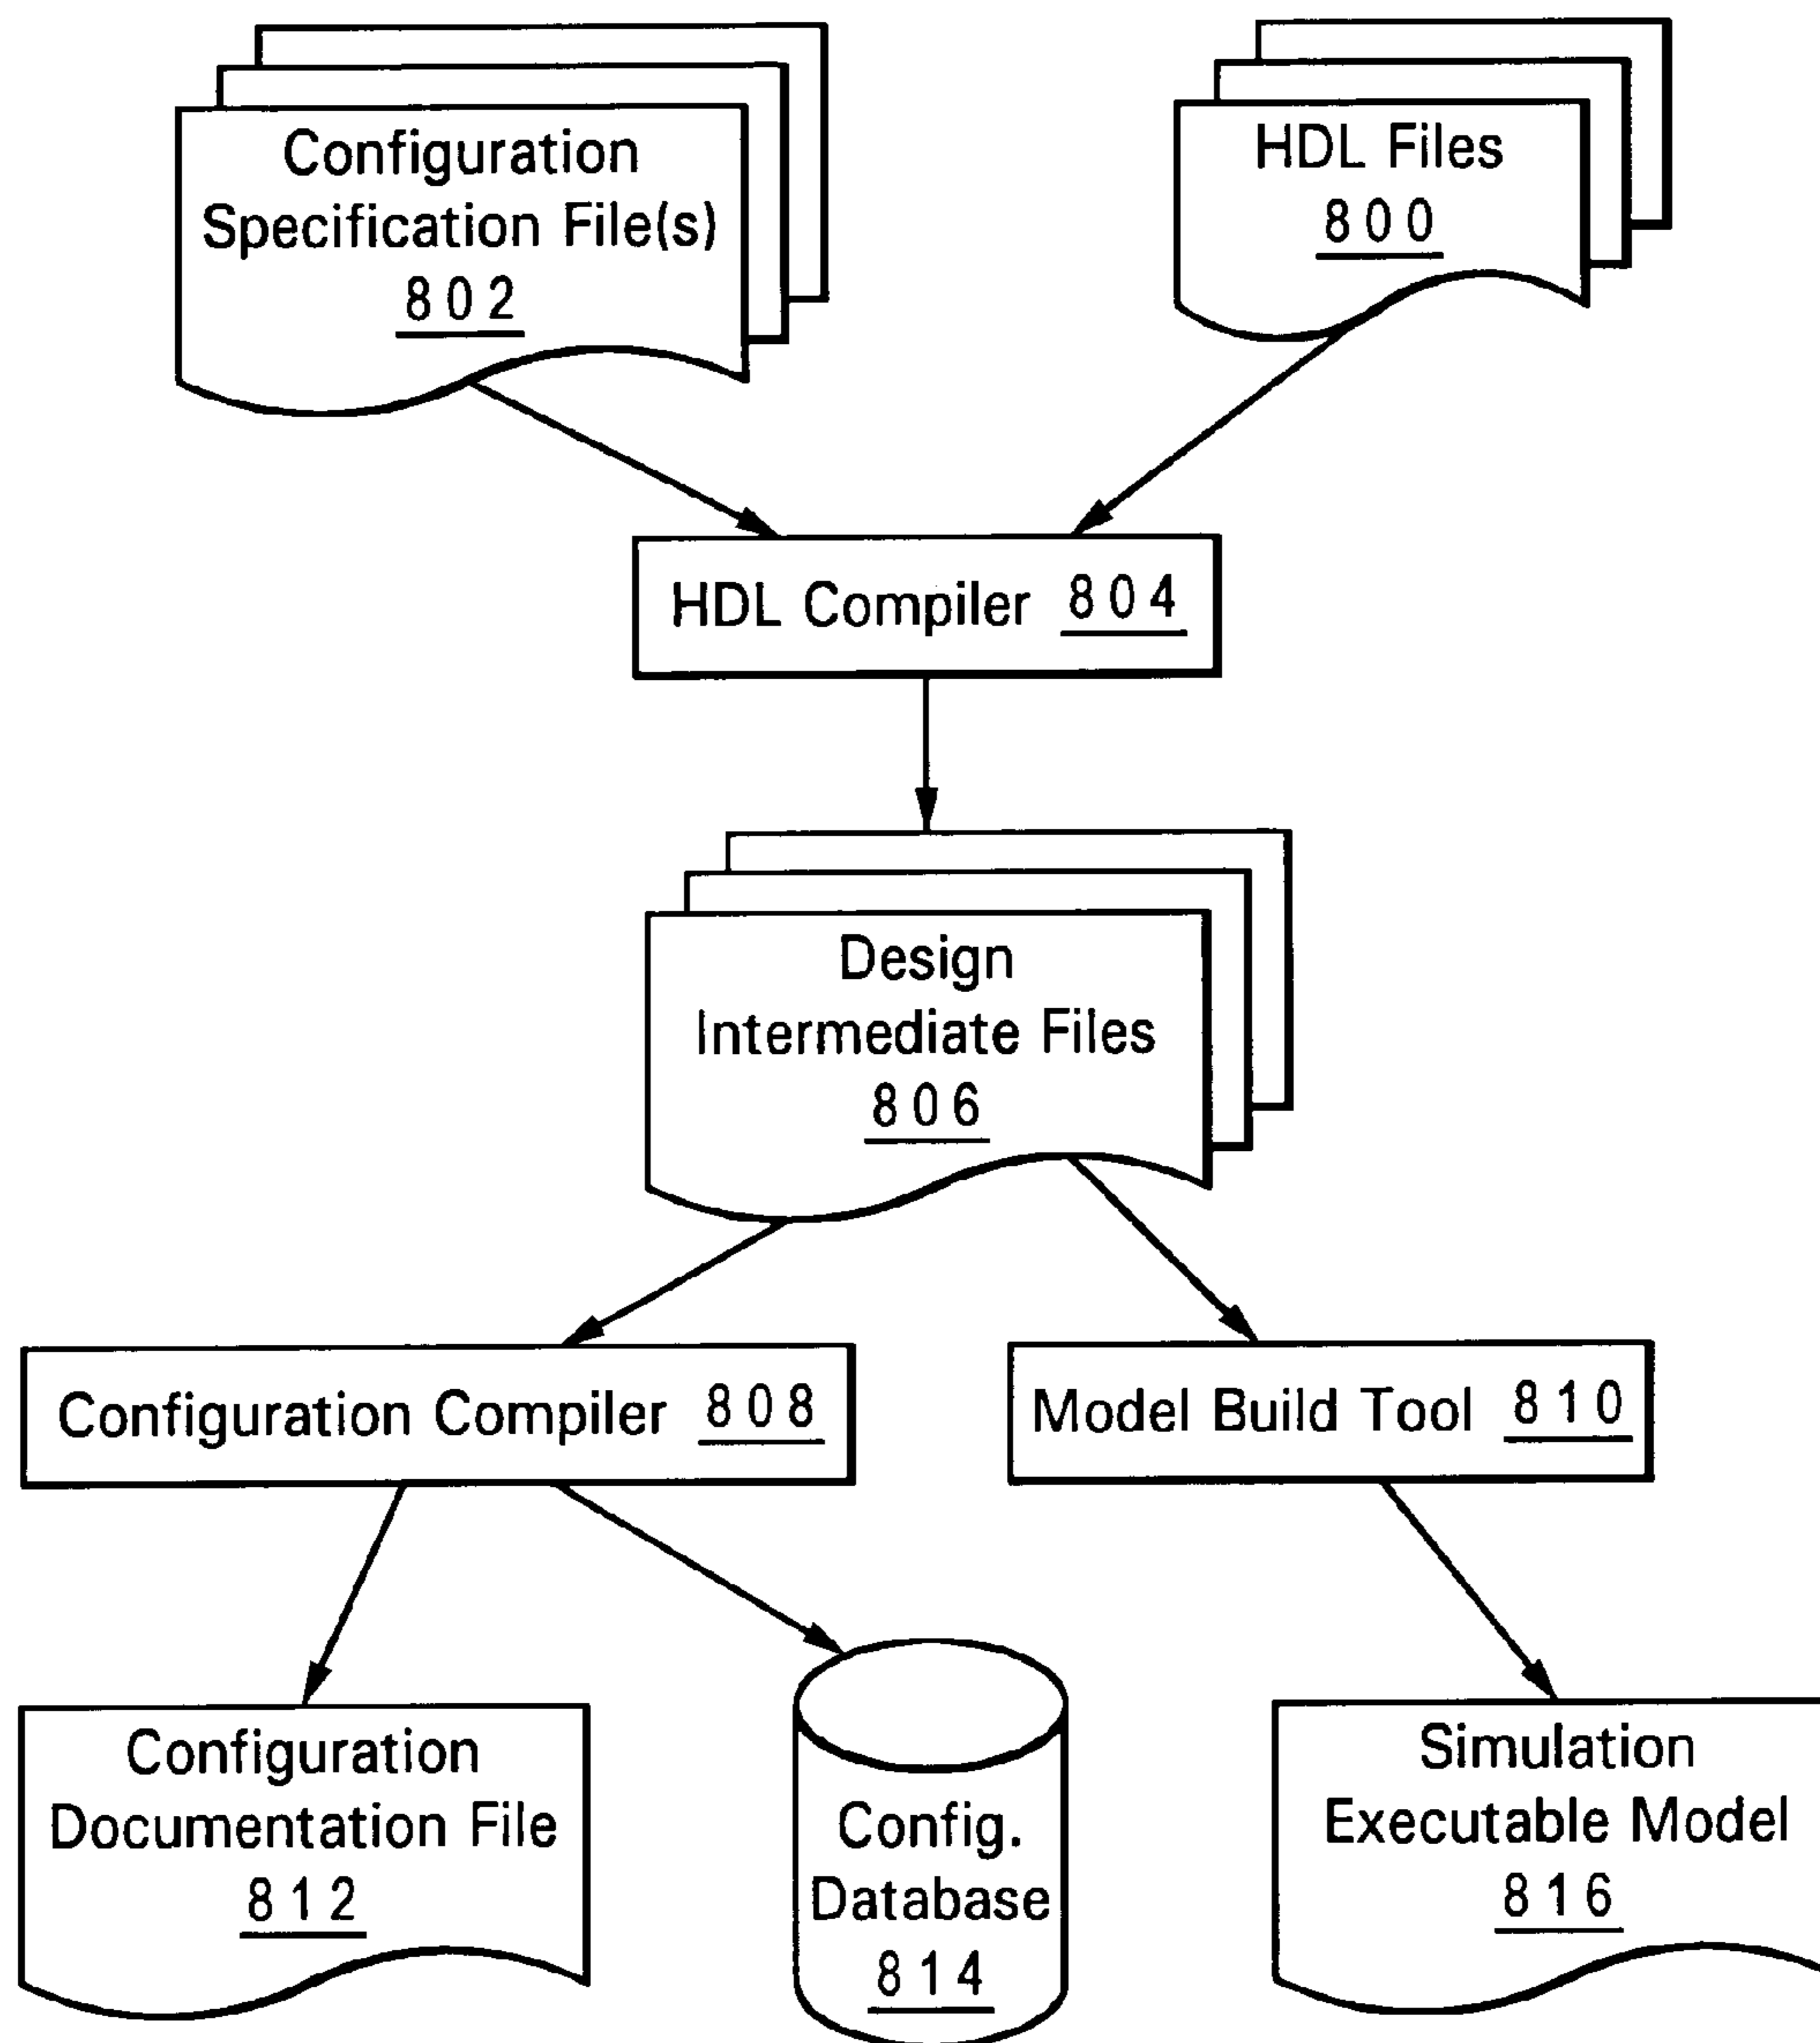 Configuration
Specification File(s)
802
HDL Files
800
HDL Compiler 804
Design
Intermediate Files
806
Configuration Compiler 808
Model Build Tool 810
Configuration
Documentation File
812
Config.
Database
814
Simulation
Executable Model
816